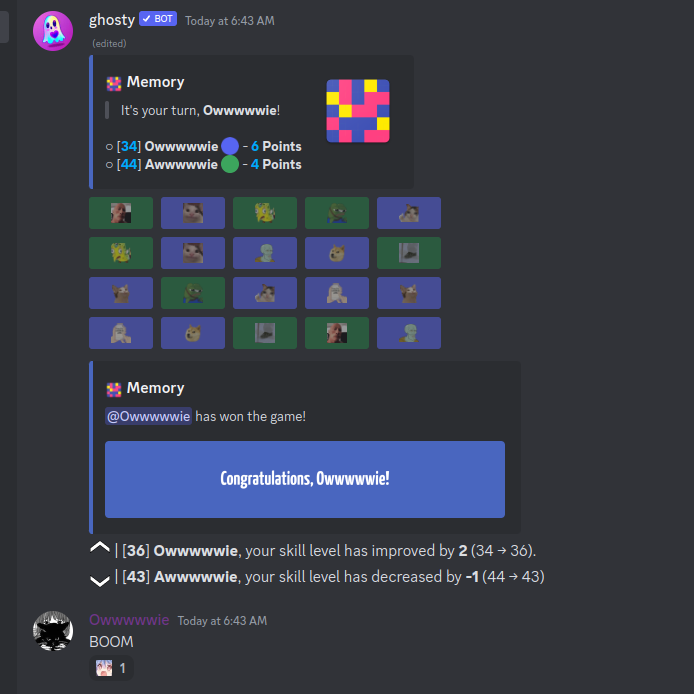 ghosty ✓ BOT Today at 6:43 AM
(edited)
Memory
It's your turn, Owwwwwie!
○ [34] Owwwwwie - 6 Points
○ [44] Awwwwwie - 4 Points
Memory
@Owwwwwie has won the game!
Congratulations, Owwwwwie!
| [36] Owwwwwie, your skill level has improved by 2 (34 → 36).
| [43] Awwwwwie, your skill level has decreased by -1 (44 → 43)
Owwwwwie Today at 6:43 AM
BOOM
1